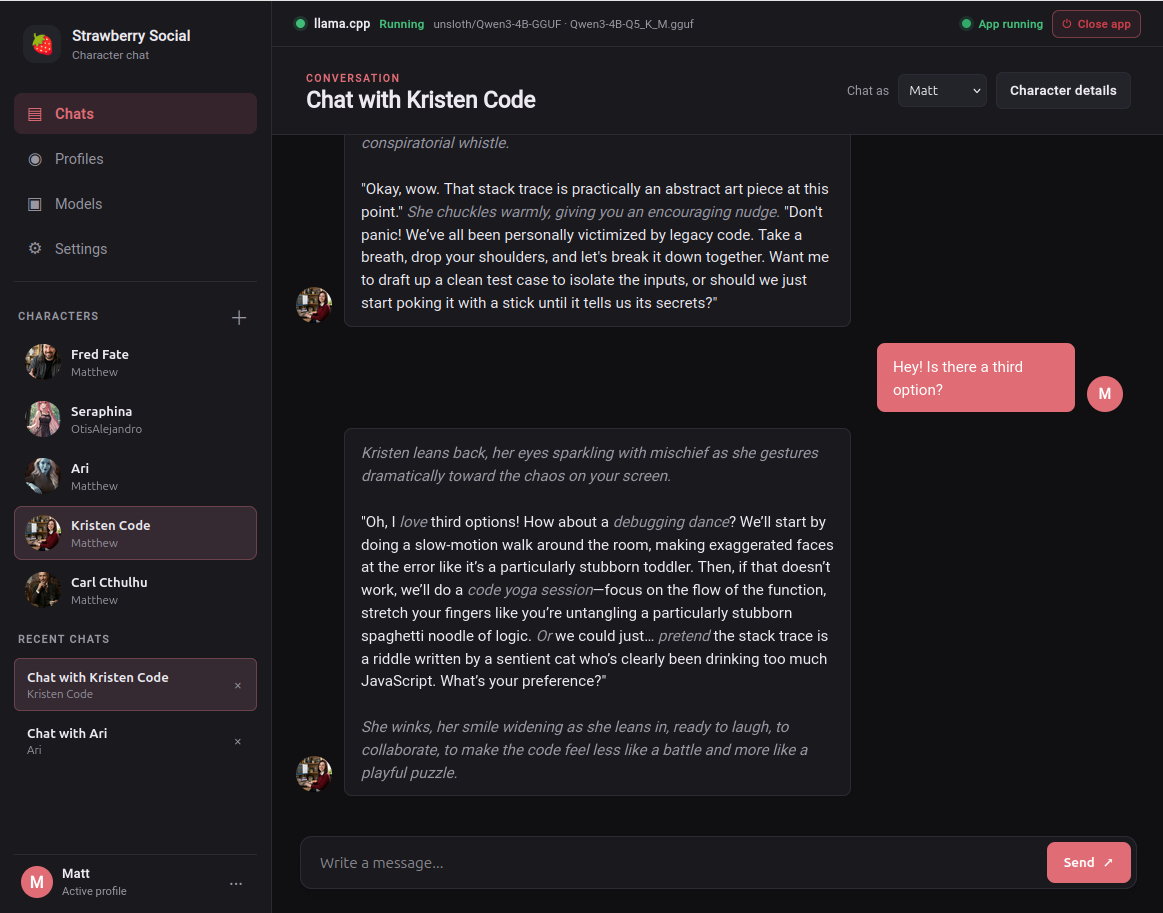 Strawberry Social
Character chat
Chats
Profiles
Models
Settings
CHARACTERS
Fred Fate
Matthew
Seraphina
OtisAlejandro
Ari
Matthew
Kristen Code
Matthew
Carl Cthulhu
Matthew
RECENT CHATS
Chat with Kristen Code
Kristen Code
×
Chat with Ari
Ari
×
M
Matt
Active profile
...
llama.cpp Running unsloth/Qwen3-4B-GGUF · Qwen3-4B-Q5_K_M.gguf
App running
Close app
CONVERSATION
Chat with Kristen Code
Chat as
Matt
Character details
conspiratorial whistle.
"Okay, wow. That stack trace is practically an abstract art piece at this
point." She chuckles warmly, giving you an encouraging nudge. "Don't
panic! We’ve all been personally victimized by legacy code. Take a
breath, drop your shoulders, and let's break it down together. Want me
to draft up a clean test case to isolate the inputs, or should we just
start poking it with a stick until it tells us its secrets?"
Hey! Is there a third
option?
M
Kristen leans back, her eyes sparkling with mischief as she gestures
dramatically toward the chaos on your screen.
"Oh, I love third options! How about a debugging dance? We’ll start by
doing a slow-motion walk around the room, making exaggerated faces
at the error like it’s a particularly stubborn toddler. Then, if that doesn’t
work, we’ll do a code yoga session—focus on the flow of the function,
stretch your fingers like you’re untangling a particularly stubborn
spaghetti noodle of logic. Or we could just… pretend the stack trace is
a riddle written by a sentient cat who’s clearly been drinking too much
JavaScript. What’s your preference?"
She winks, her smile widening as she leans in, ready to laugh, to
collaborate, to make the code feel less like a battle and more like a
playful puzzle.
Write a message...
Send ↗